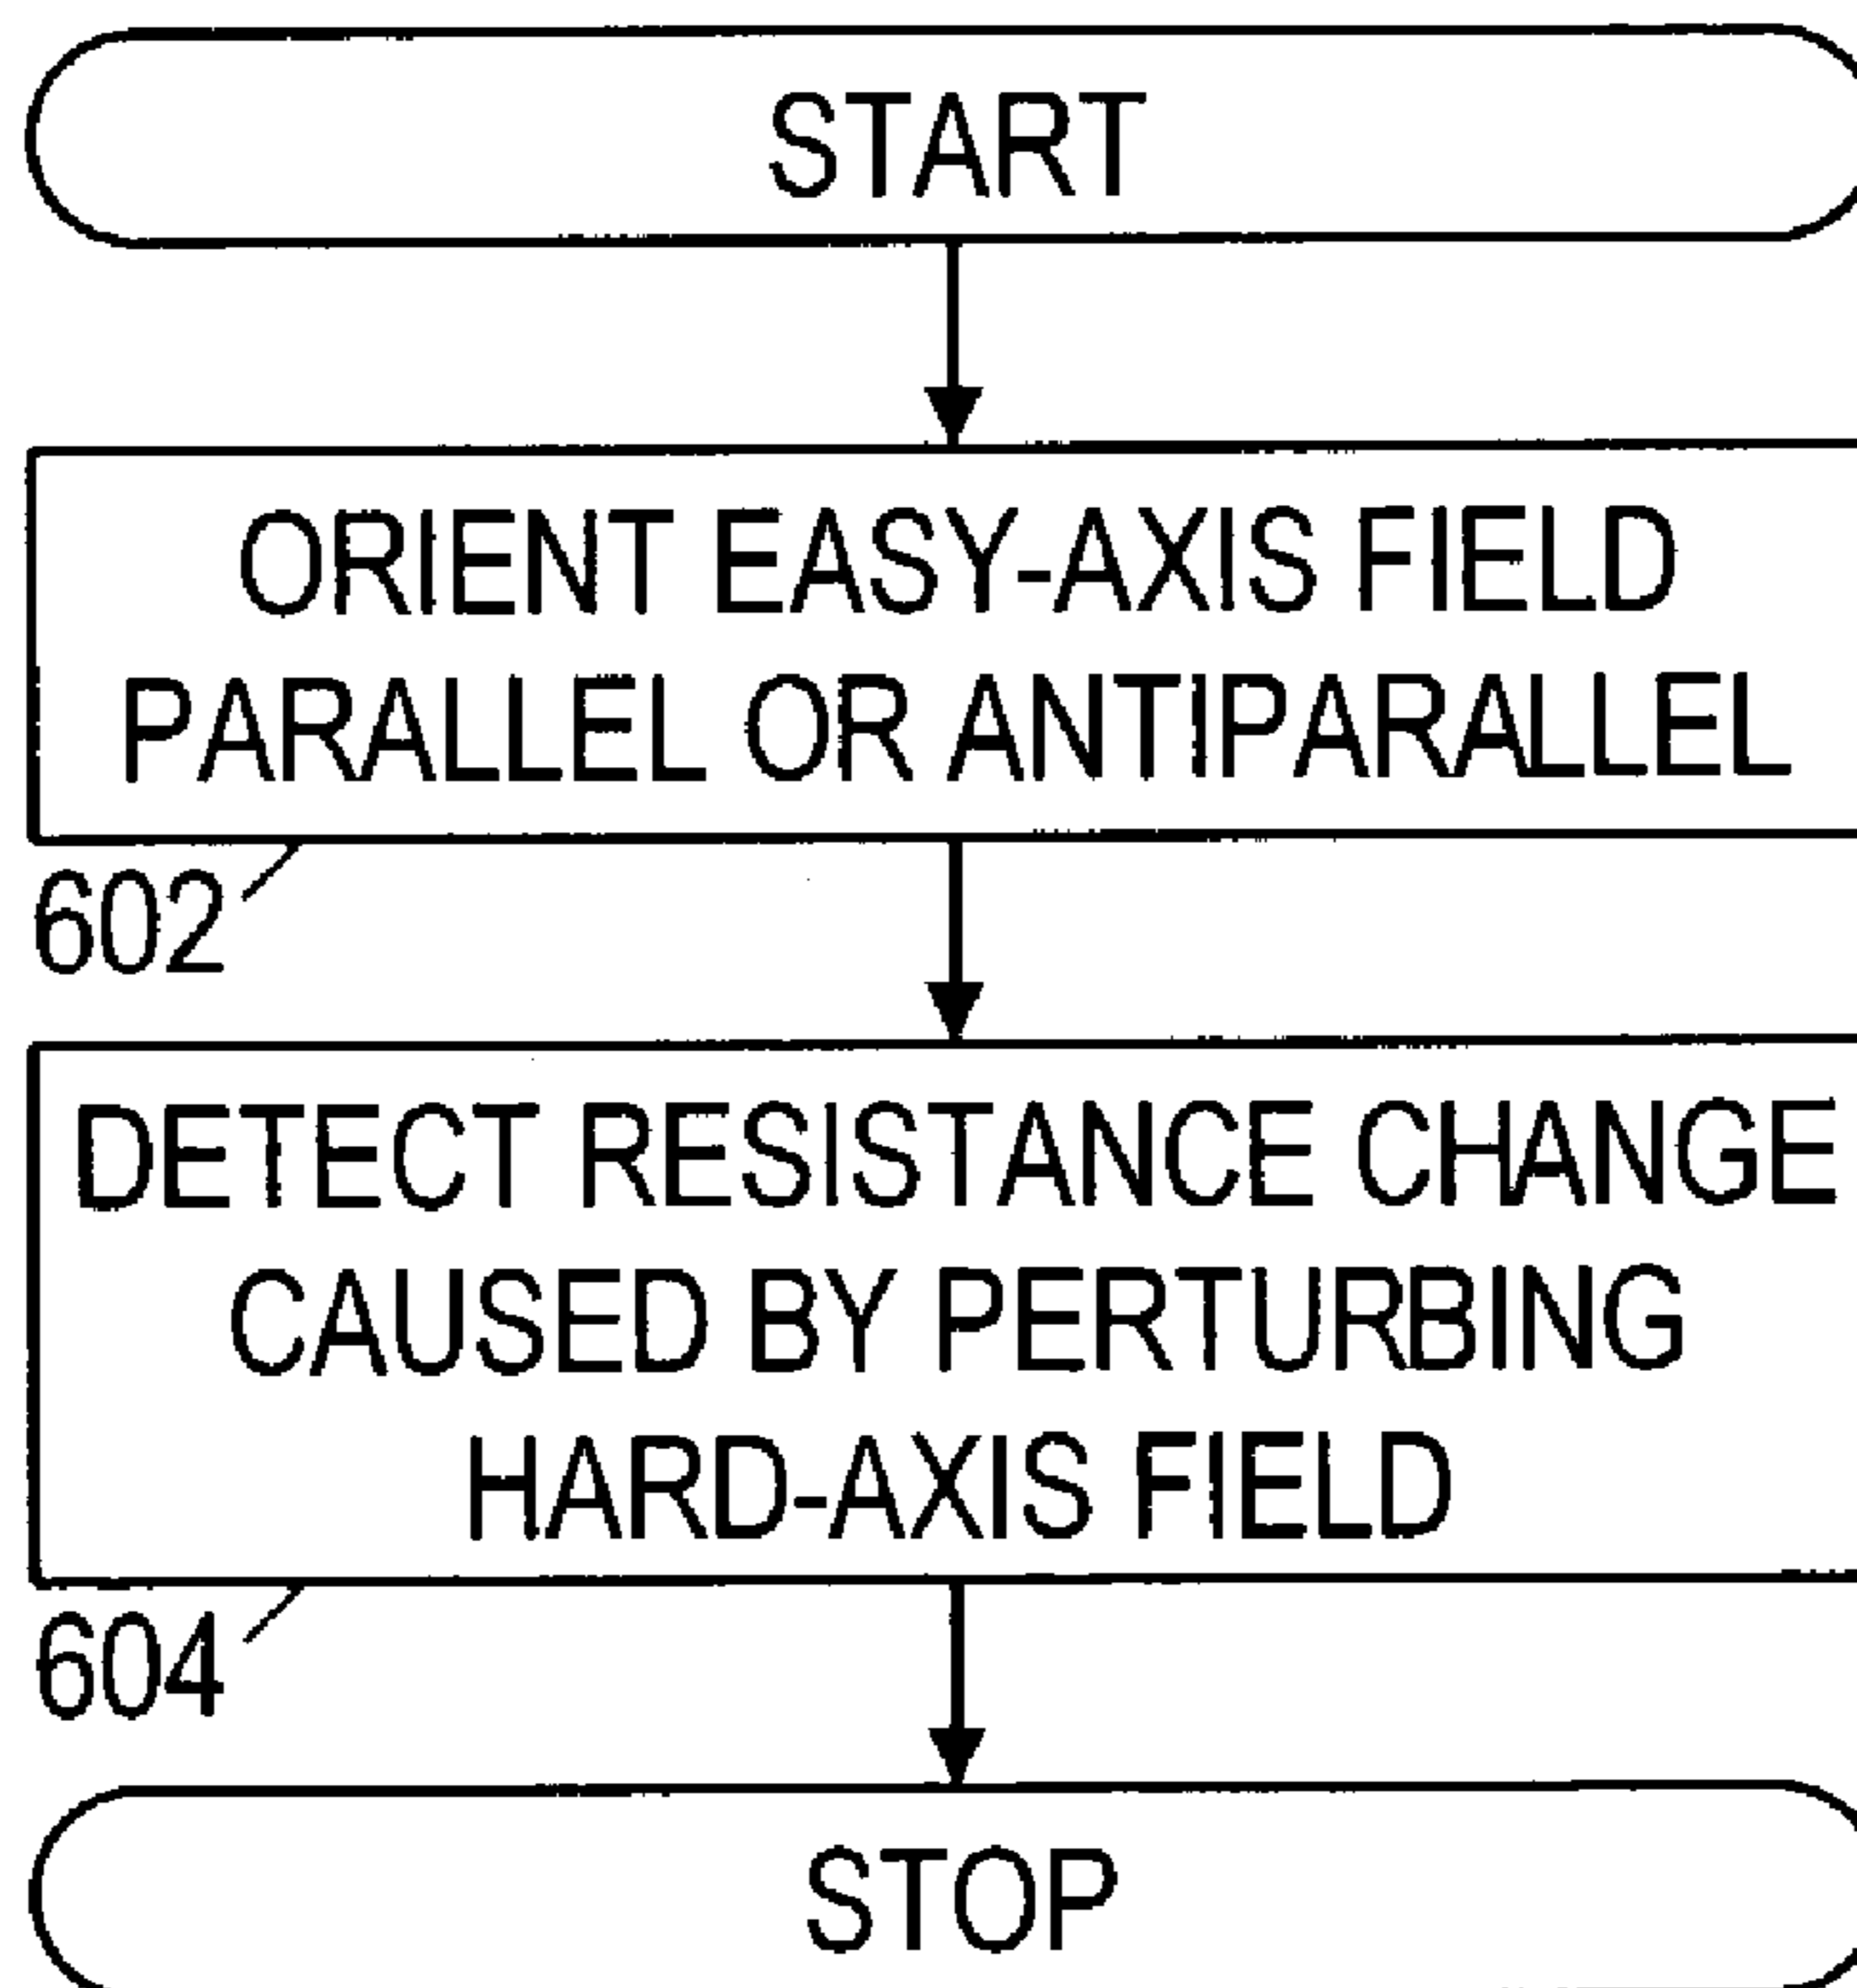 START
ORIENT EASY-AXIS FIELD
PARALLEL OR ANTIPARALLEL
602
DETECT RESISTANCE CHANGE
CAUSED BY PERTURBING
HARD-AXIS FIELD
604
STOP